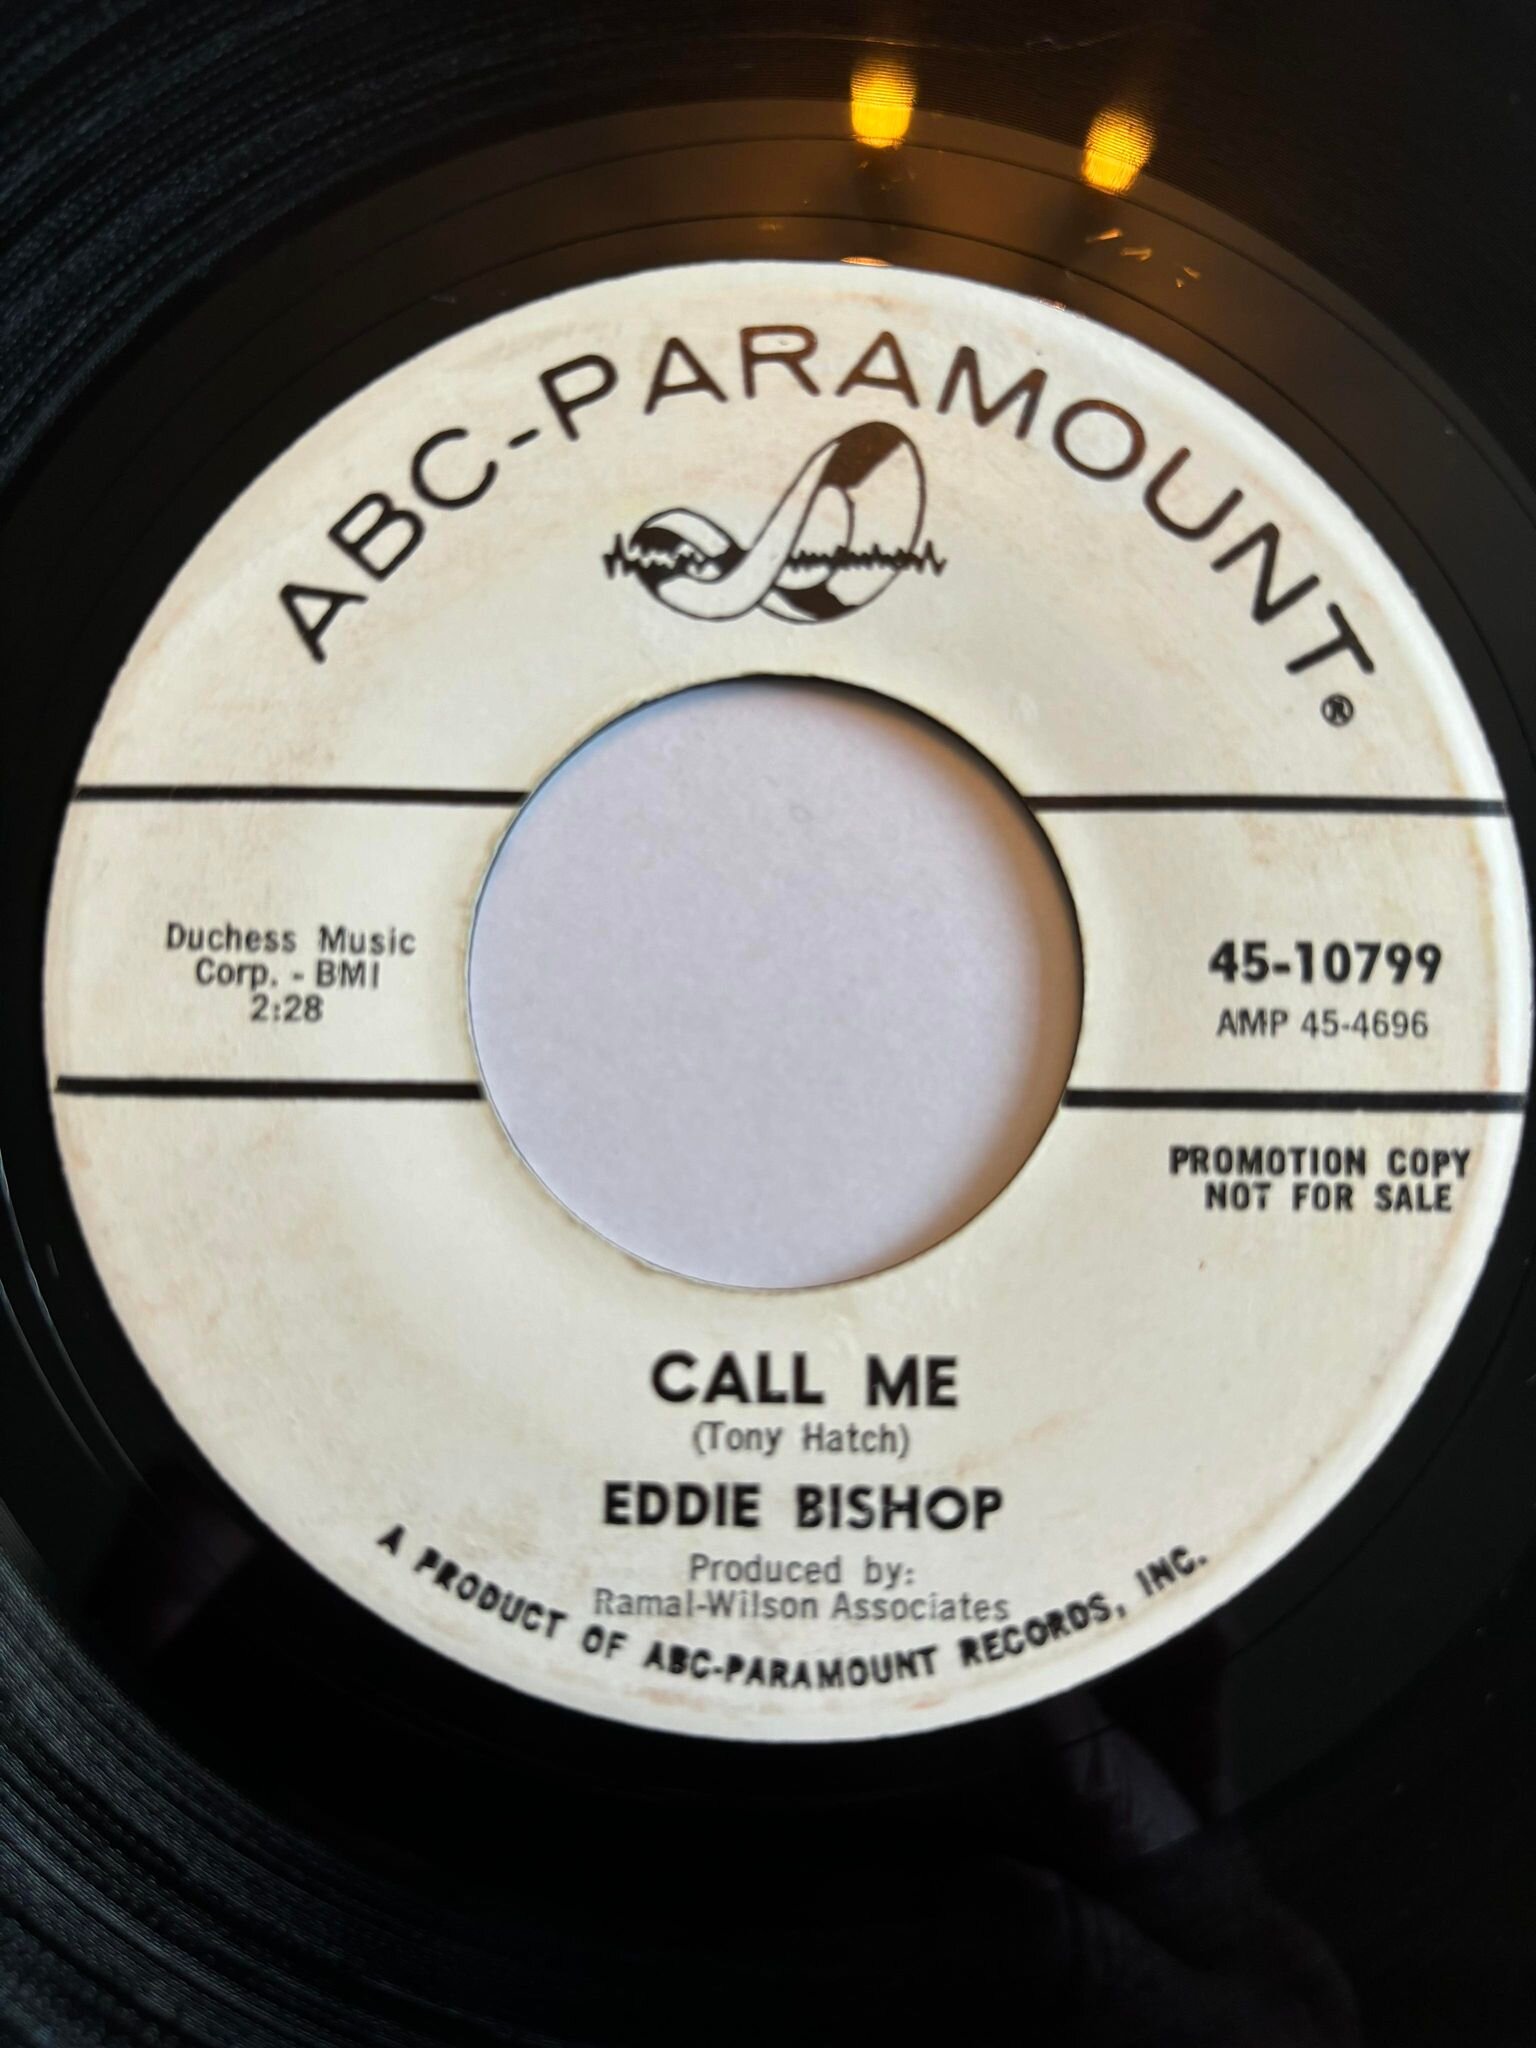 ABC-PARAMOUNT®
Duchess Music
Corp. - BMI
2:28
45-10799
AMP 45-4696
PROMOTION COPY
NOT FOR SALE
CALL ME
(Tony Hatch)
EDDIE BISHOP
Produced by:
Ramal-Wilson Associates
A PRODUCT OF ABC-PARAMOUNT RECORDS, INC.